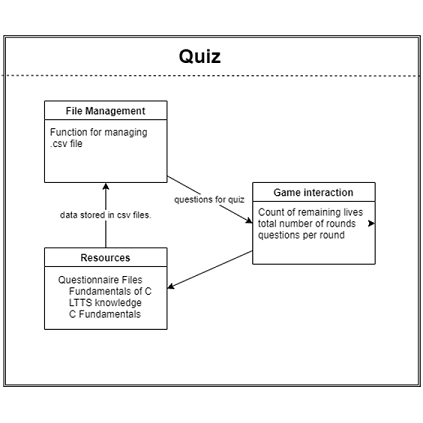 Quiz
File Management
Function for managing
.csv file
questions for quiz
Game interaction
Count of remaining lives
total number of rounds
questions per round
data stored in csv files.
Resources
Questionnaire Files
Fundamentals of C
LTTS knowledge
C Fundamentals